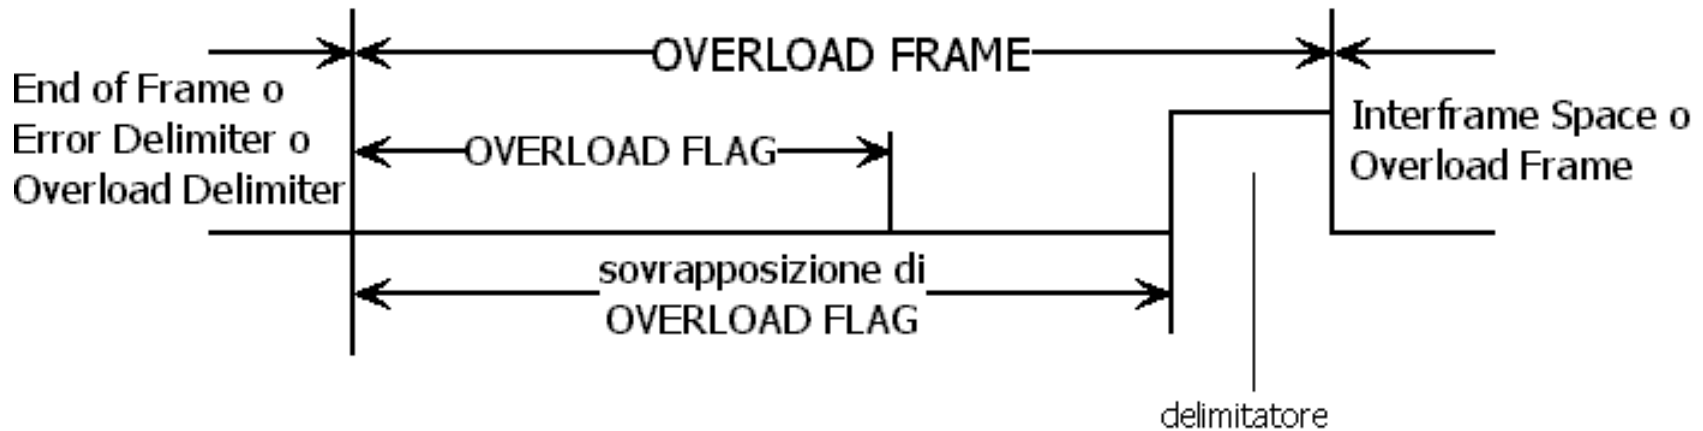 OVERLOAD FRAME
End of Frame o
Error Delimiter o
Overload Delimiter
OVERLOAD FLAG
Interframe Space o
Overload Frame
sovrapposizione di
OVERLOAD FLAG
delimitatore